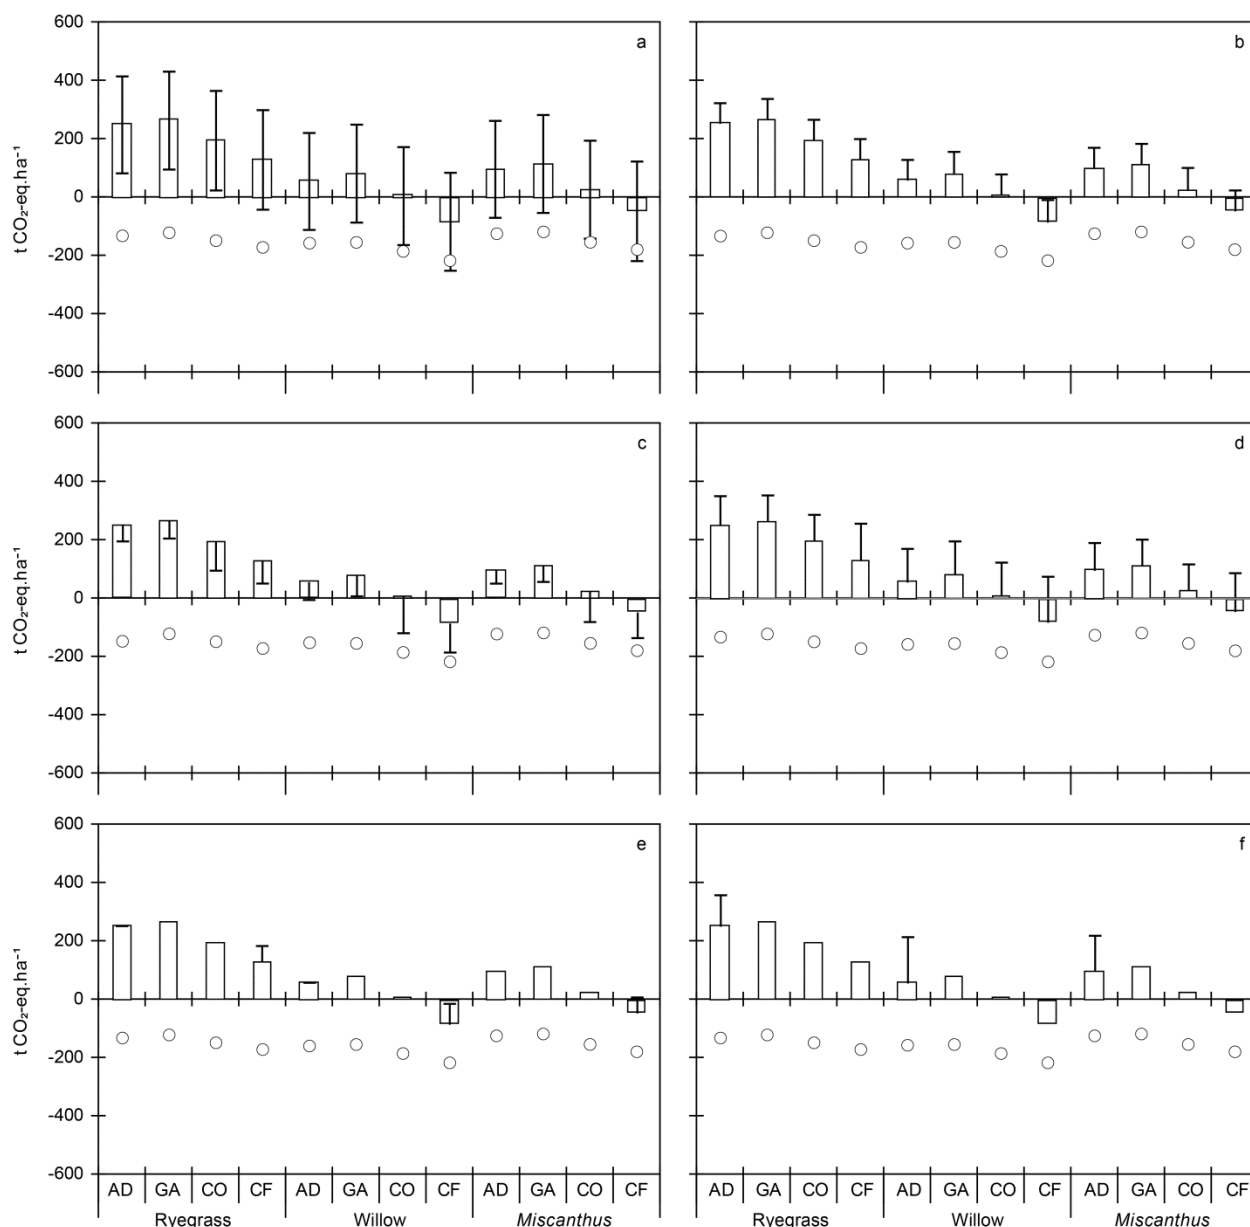 600
400
200
0
-200
-400
-600
t CO₂-eq.ha⁻¹
a
b
600
400
200
0
-200
-400
-600
t CO₂-eq.ha⁻¹
c
d
600
400
200
0
-200
-400
-600
t CO₂-eq.ha⁻¹
e
f
AD GA CO CF AD GA CO CF AD GA CO CF
Ryegrass Willow Miscanthus
AD GA CO CF AD GA CO CF AD GA CO CF
Ryegrass Willow Miscanthus